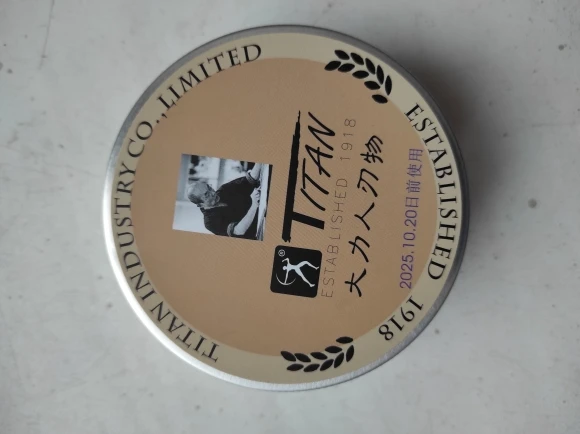 TITAN INDUSTRY CO., LIMITED
®
TITAN
ESTABLISHED 1918
大力人刃物
2025.10.20日前使用
ESTABLISHED 1918